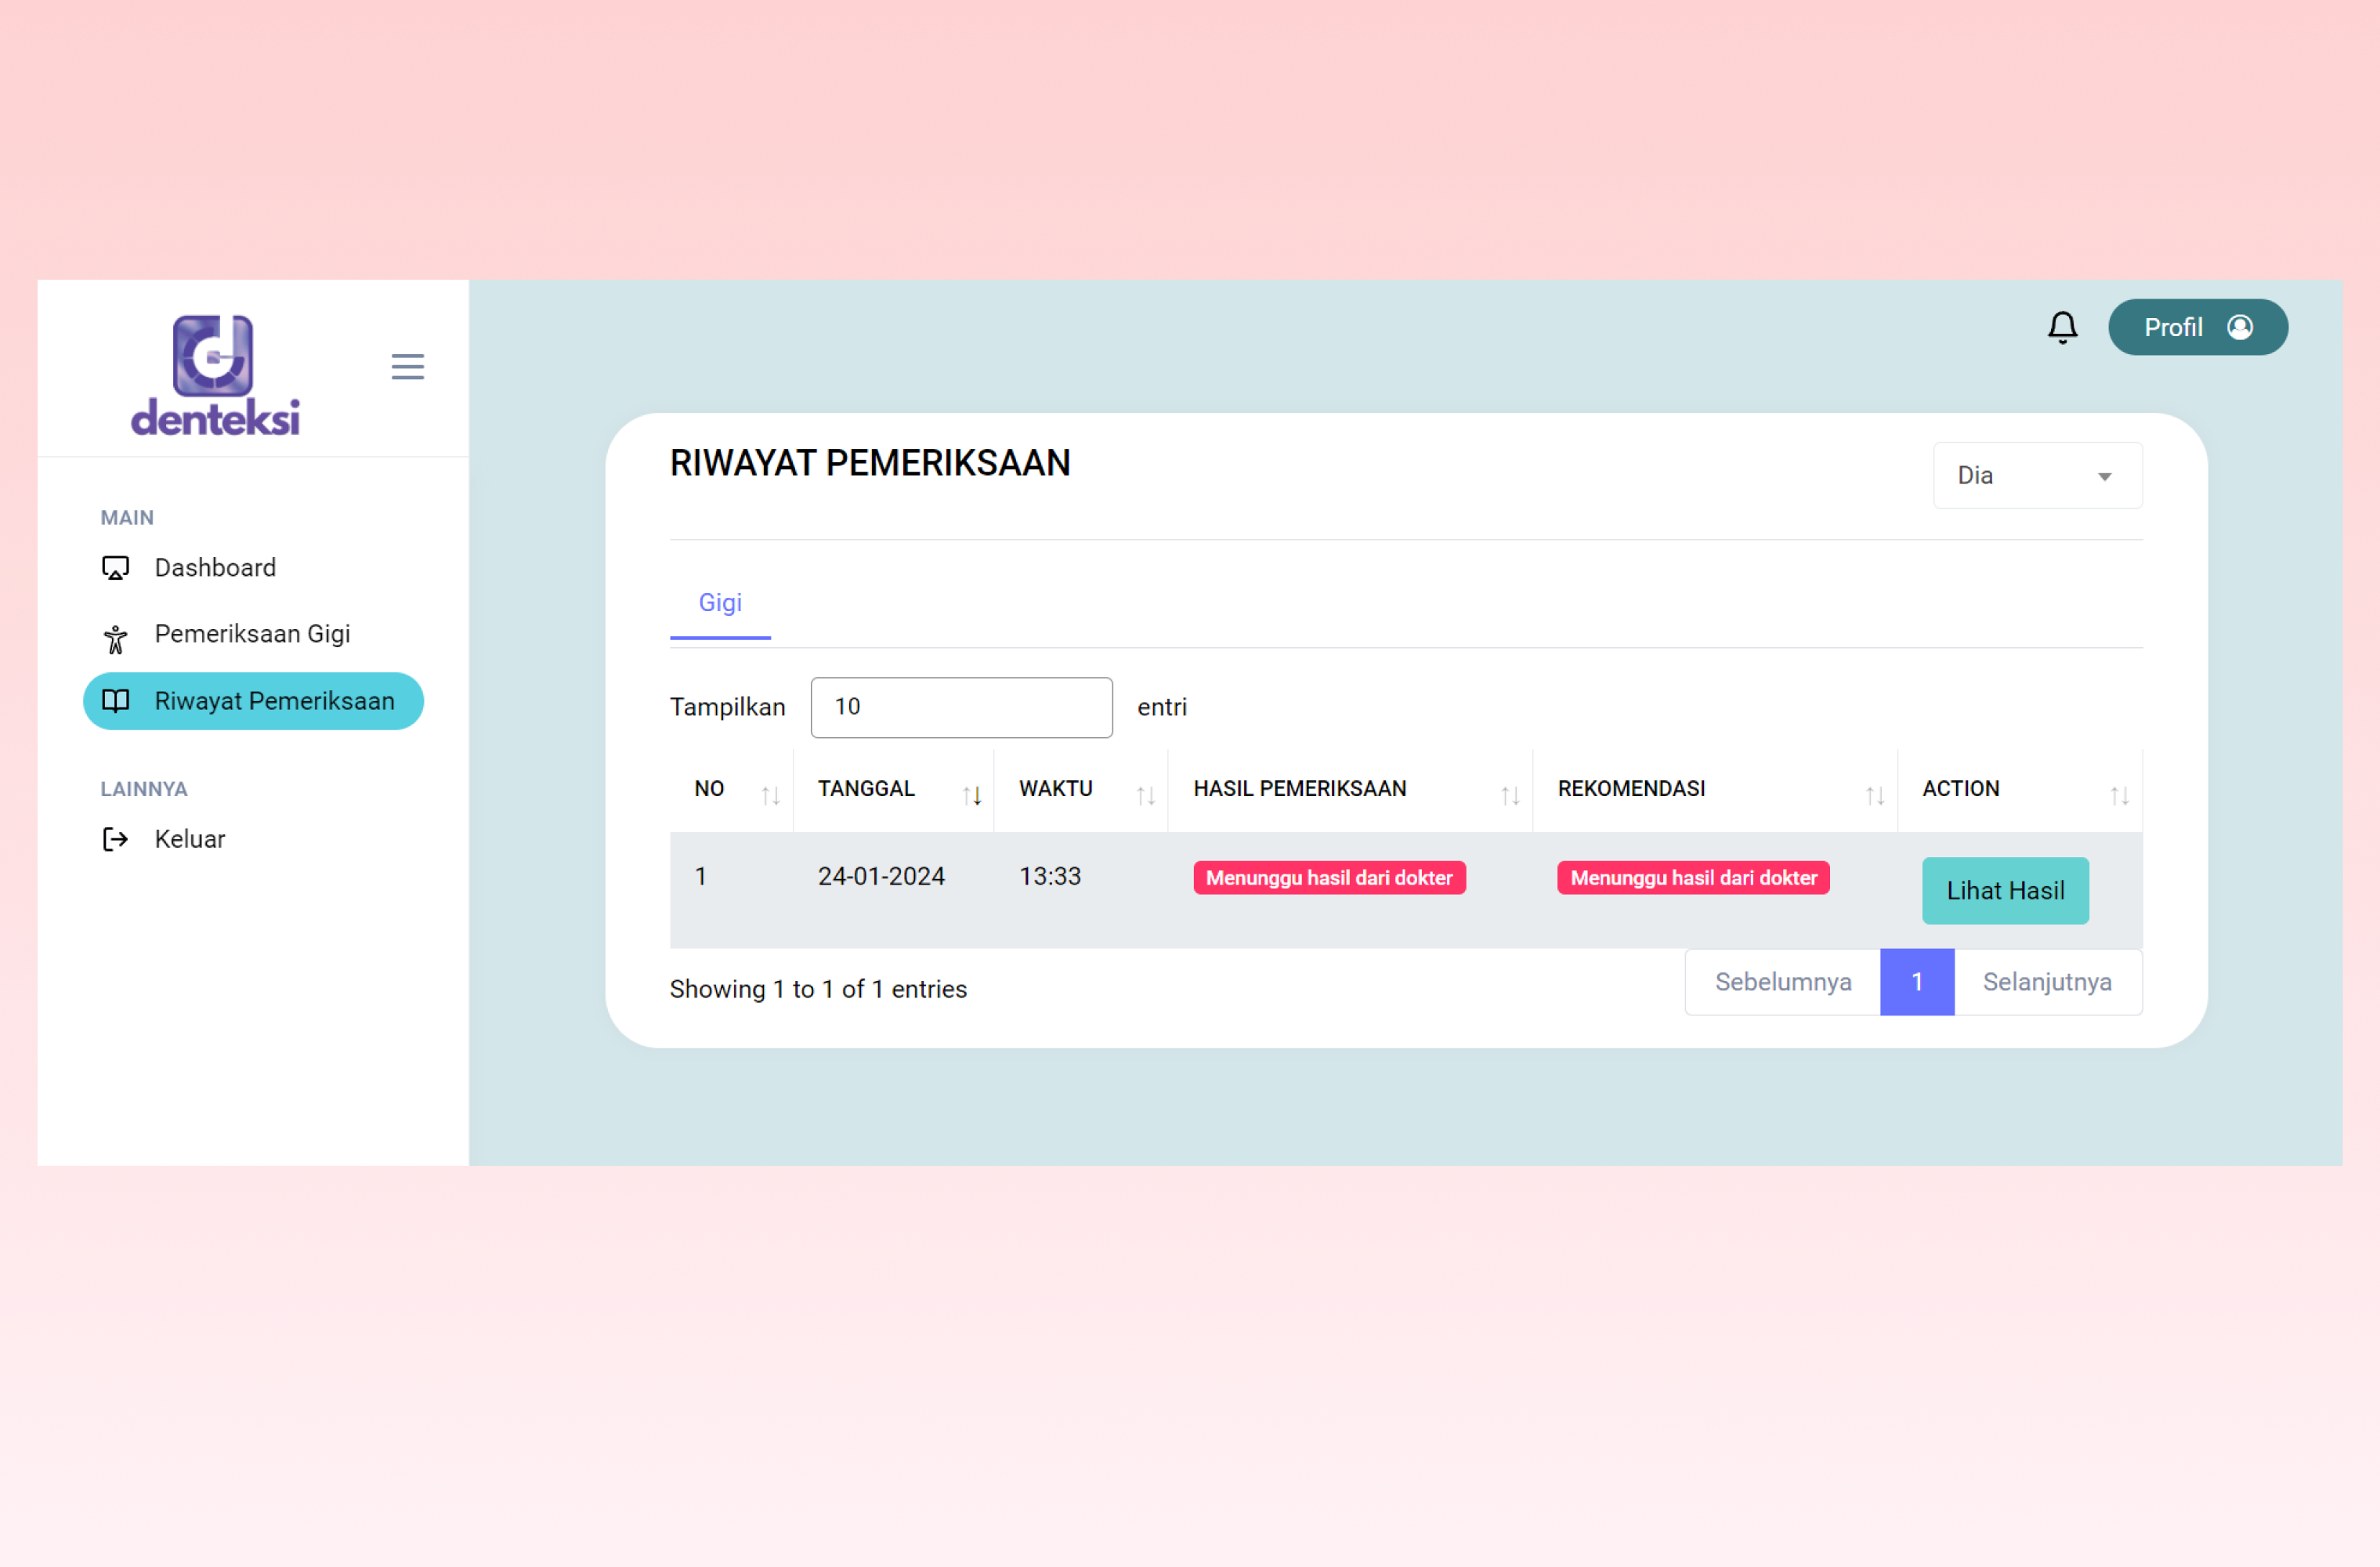 denteksi
MAIN
Dashboard
Pemeriksaan Gigi
Riwayat Pemeriksaan
LAINNYA
Keluar
Profil
RIWAYAT PEMERIKSAAN
Dia
Gigi
Tampilkan 10 entri
NO TANGGAL WAKTU HASIL PEMERIKSAAN REKOMENDASI ACTION
1 24-01-2024 13:33 Menunggu hasil dari dokter Menunggu hasil dari dokter Lihat Hasil
Showing 1 to 1 of 1 entries
Sebelumnya 1 Selanjutnya